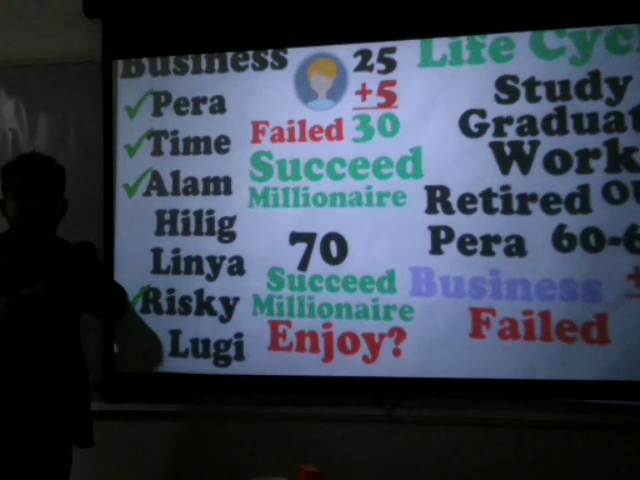 Business
✓Pera
✓Time
✓Alam
Hilig
Linya
✓Risky
Lugi
25
+5
Failed 30
Succeed
Millionaire
70
Succeed
Millionaire
Enjoy?
Life Cyc
Study
Graduat
Work
Retired
Pera 60-6
Business
Failed